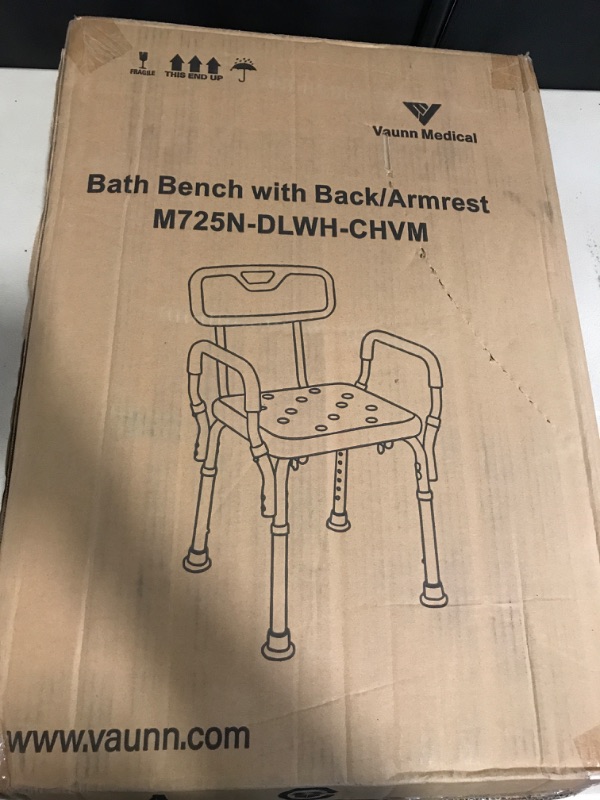 FRAGILE
THIS END UP
Vaunn Medical
Bath Bench with Back/Armrest
M725N-DLWH-CHVM
www.vaunn.com